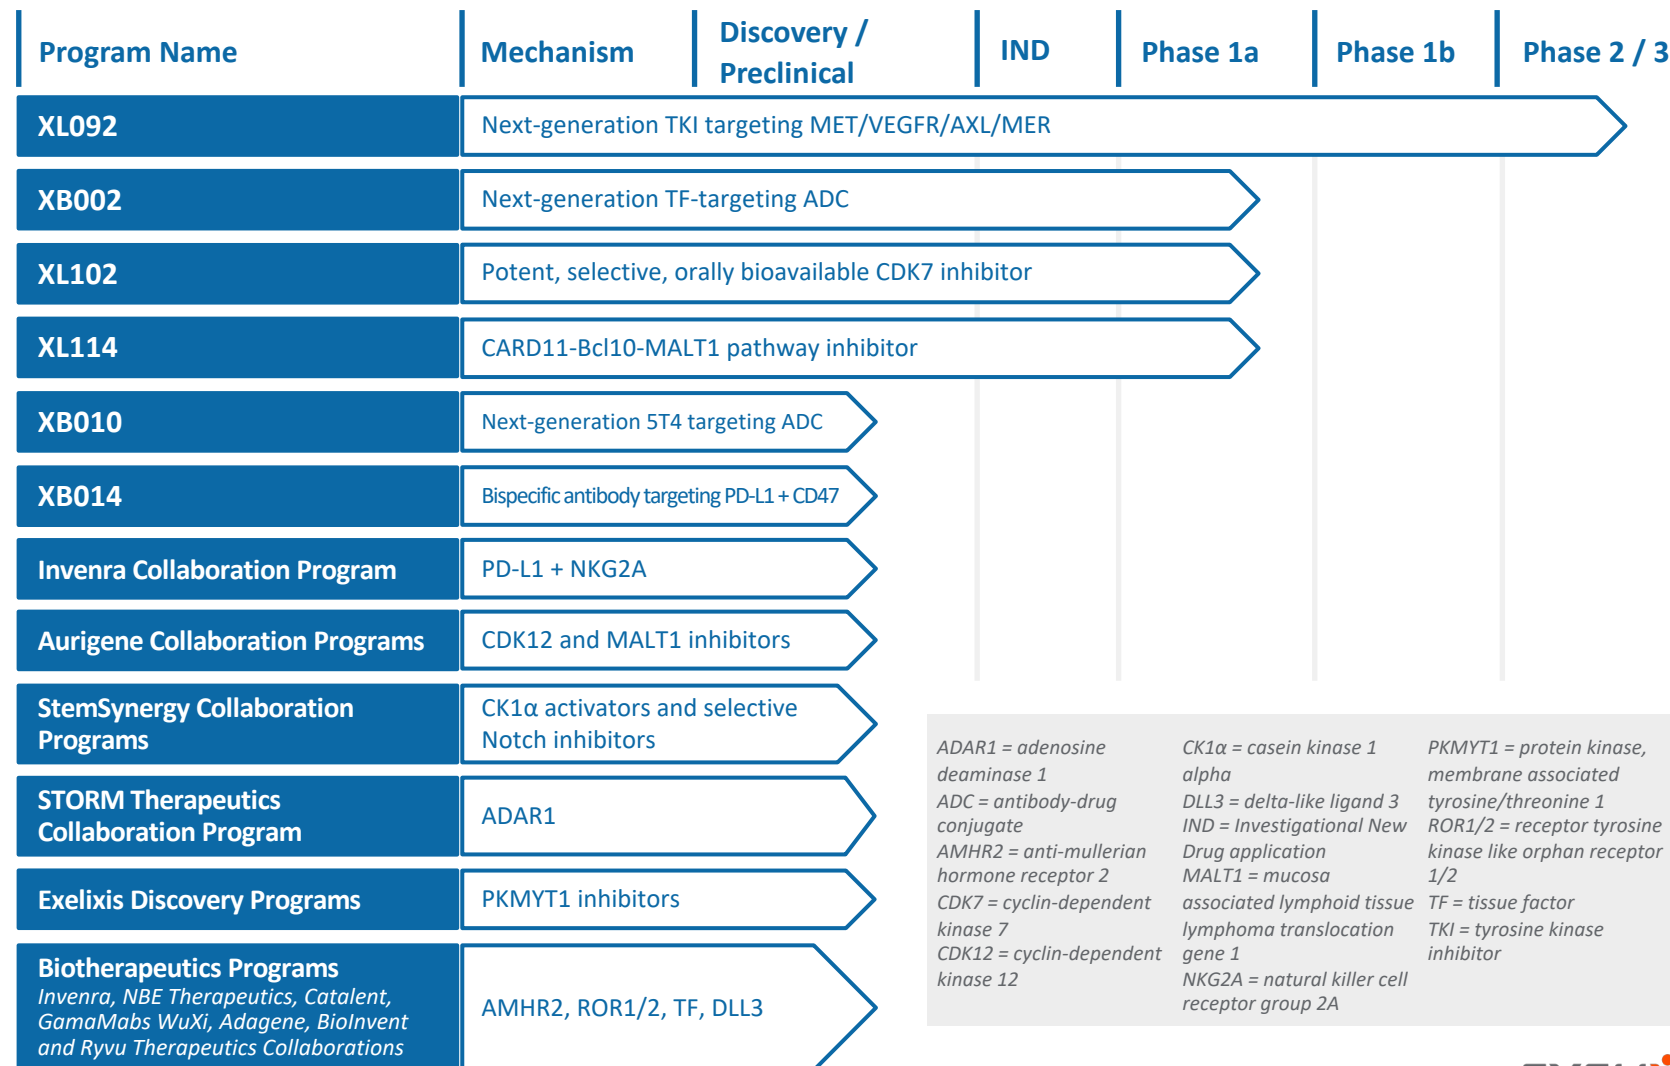 Program Name
Mechanism
Discovery /
Preclinical
IND
Phase 1a
Phase 1b
Phase 2 / 3
XL092
Next-generation TKI targeting MET/VEGFR/AXL/MER
XB002
Next-generation TF-targeting ADC
XL102
Potent, selective, orally bioavailable CDK7 inhibitor
XL114
CARD11-Bcl10-MALT1 pathway inhibitor
XB010
Next-generation 5T4 targeting ADC
XB014
Bispecific antibody targeting PD-L1 + CD47
Invenra Collaboration Program
PD-L1 + NKG2A
Aurigene Collaboration Programs
CDK12 and MALT1 inhibitors
StemSynergy Collaboration
Programs
CK1α activators and selective
Notch inhibitors
STORM Therapeutics
Collaboration Program
ADAR1
Exelixis Discovery Programs
PKMYT1 inhibitors
Biotherapeutics Programs
Invenra, NBE Therapeutics, Catalent,
GamaMabs WuXi, Adagene, BioInvent
and Ryvu Therapeutics Collaborations
AMHR2, ROR1/2, TF, DLL3
ADAR1 = adenosine
deaminase 1
ADC = antibody-drug
conjugate
AMHR2 = anti-mullerian
hormone receptor 2
CDK7 = cyclin-dependent
kinase 7
CDK12 = cyclin-dependent
kinase 12
CK1α = casein kinase 1
alpha
DLL3 = delta-like ligand 3
IND = Investigational New
Drug application
MALT1 = mucosa
associated lymphoid tissue
lymphoma translocation
gene 1
NKG2A = natural killer cell
receptor group 2A
PKMYT1 = protein kinase,
membrane associated
tyrosine/threonine 1
ROR1/2 = receptor tyrosine
kinase like orphan receptor
1/2
TF = tissue factor
TKI = tyrosine kinase
inhibitor